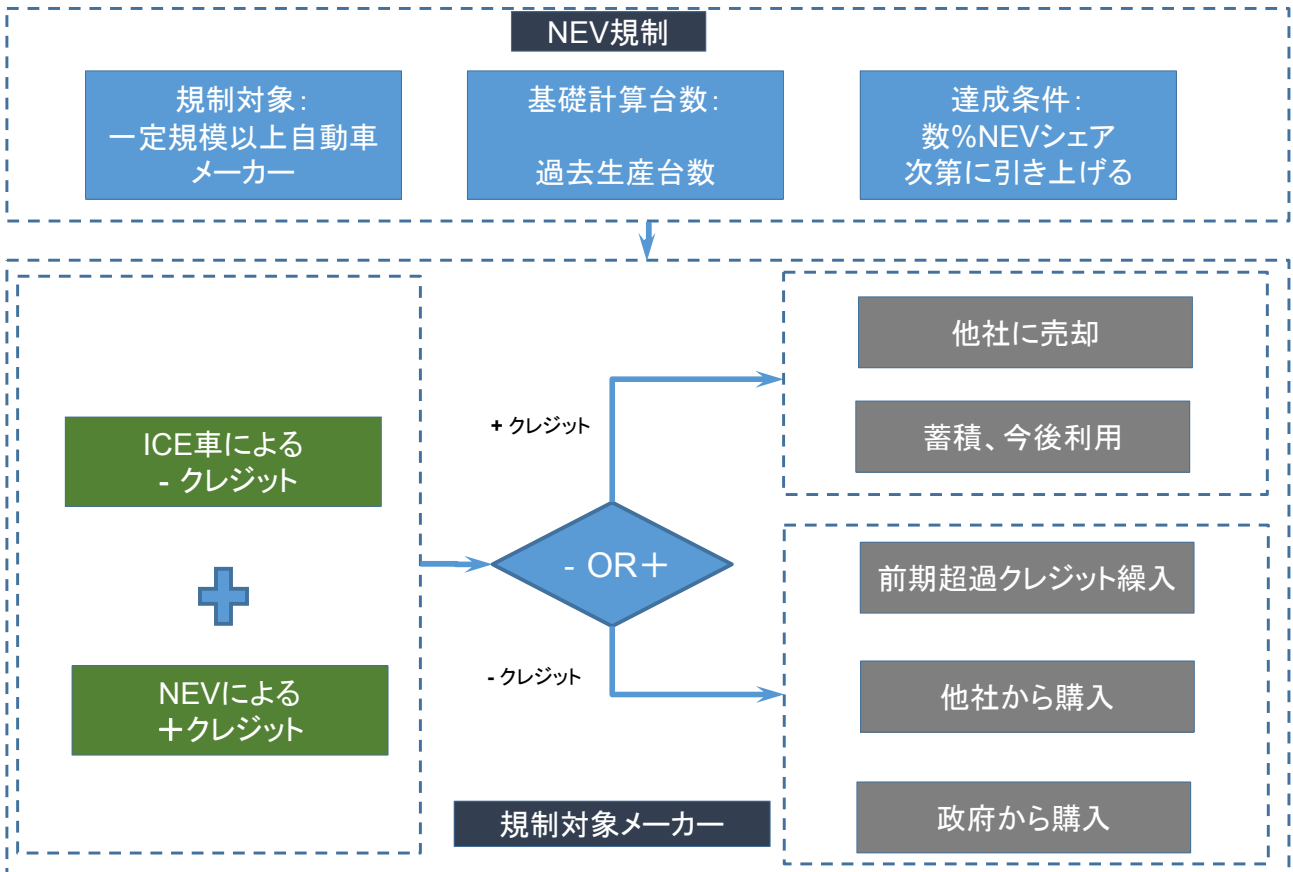 NEV規制
規制対象：
一定規模以上自動車
メーカー
基礎計算台数：
過去生産台数
達成条件：
数%NEVシェア
次第に引き上げる
ICE車による
- クレジット
NEVによる
＋クレジット
- OR＋
+ クレジット
- クレジット
他社に売却
蓄積、今後利用
前期超過クレジット繰入
他社から購入
政府から購入
規制対象メーカー